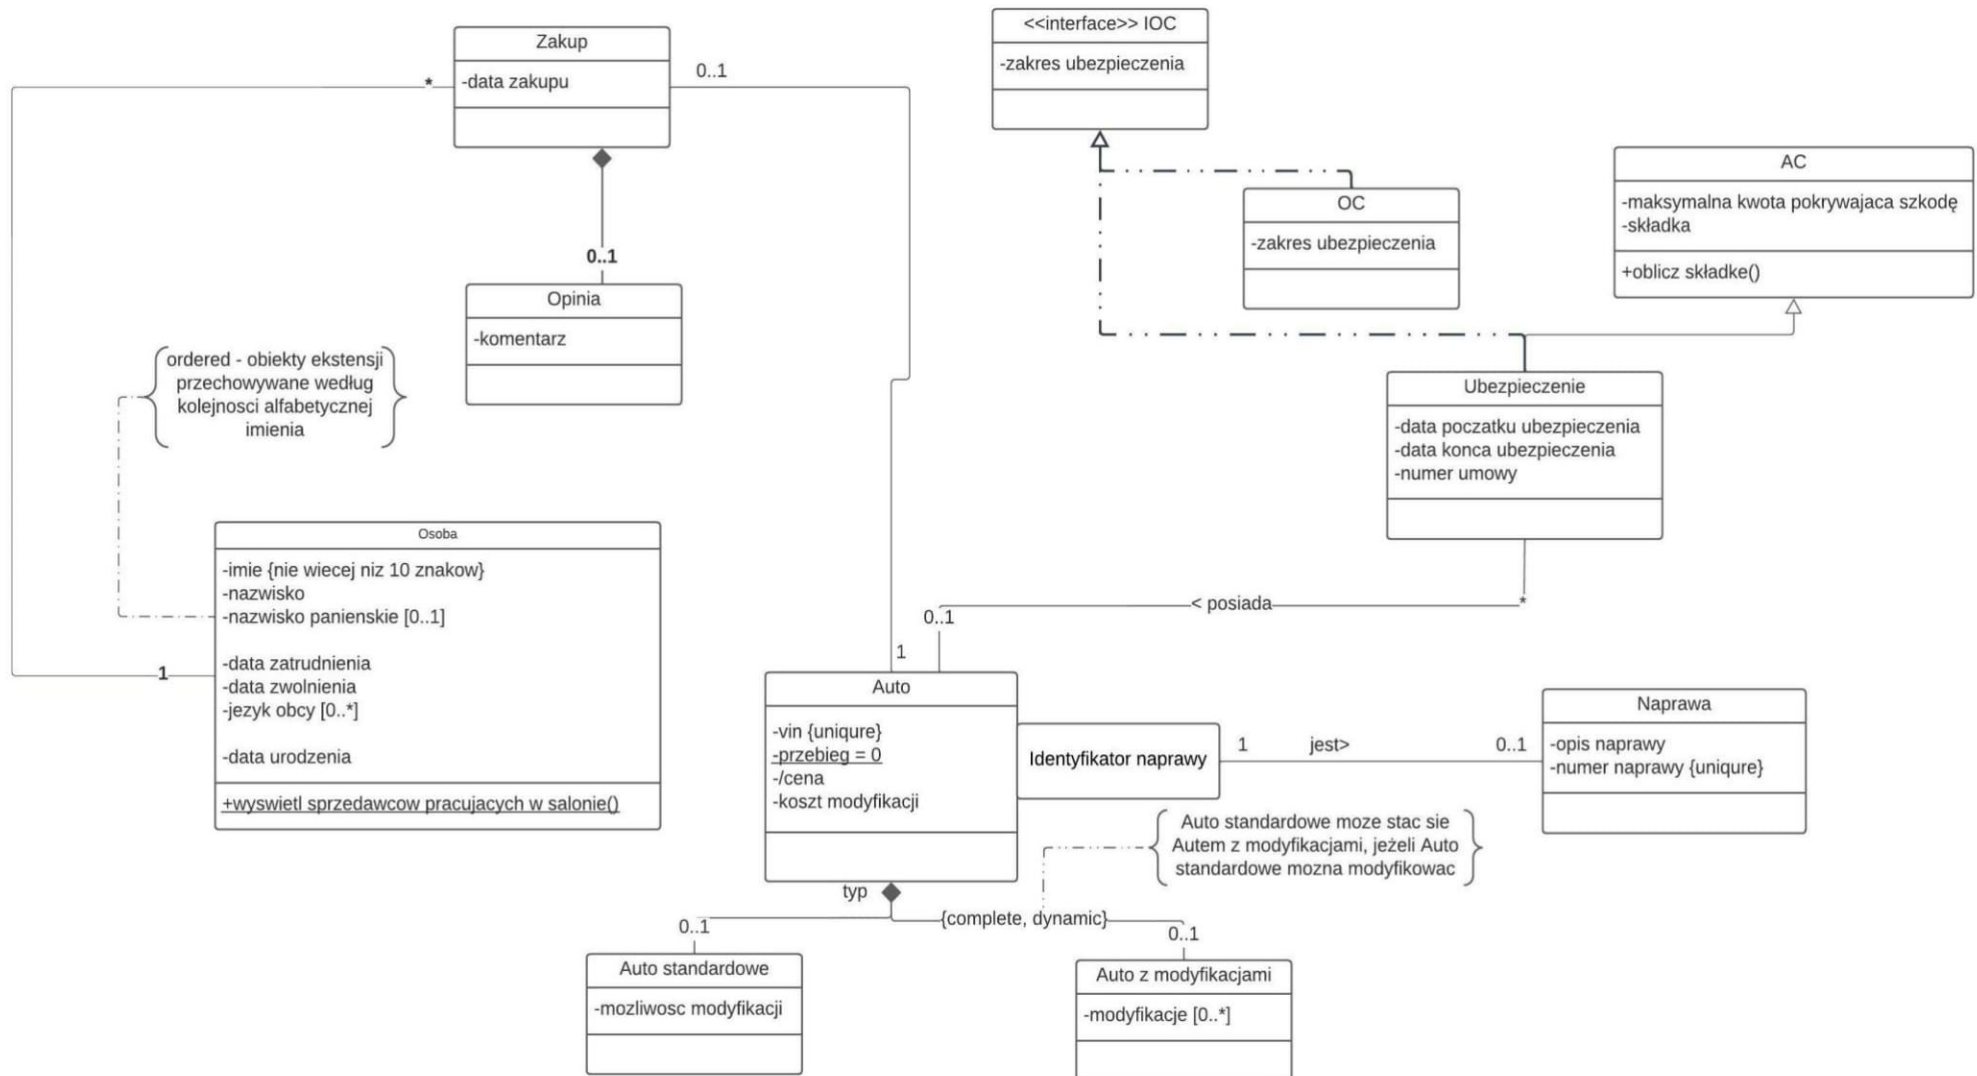 Zakup
-data zakupu
*
0..1
0..1
Opinia
-komentarz
<<interface>> IOC
-zakres ubezpieczenia
OC
-zakres ubezpieczenia
AC
-maksymalna kwota pokrywajaca szkodę
-składka
+oblicz składke()
Ubezpieczenie
-data poczatku ubezpieczenia
-data konca ubezpieczenia
-numer umowy
ordered - obiekty ekstensji
przechowywane według
kolejnosci alfabetycznej
imienia
Osoba
-imie {nie wiecej niz 10 znakow}
-nazwisko
-nazwisko panienskie [0..1]
-data zatrudnienia
-data zwolnienia
-jezyk obcy [0..*]
-data urodzenia
+wyswietl sprzedawcow pracujacych w salonie()
1
< posiada
*
0..1
1
Auto
-vin {uniqure}
-przebieg = 0
-/cena
-koszt modyfikacji
Identyfikator naprawy
1 jest> 0..1
Naprawa
-opis naprawy
-numer naprawy {uniqure}
Auto standardowe moze stac sie
Autem z modyfikacjami, jeżeli Auto
standardowe mozna modyfikowac
typ
{complete, dynamic}
0..1
0..1
Auto standardowe
-mozliwosc modyfikacji
Auto z modyfikacjami
-modyfikacje [0..*]